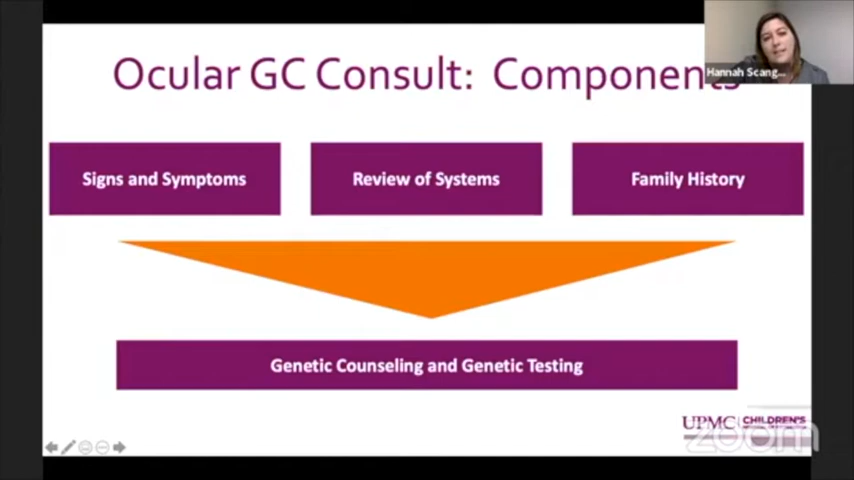 Ocular GC Consult: Components
Hannah Scang...
Signs and Symptoms
Review of Systems
Family History
Genetic Counseling and Genetic Testing
UPMC CHILDREN'S
zoom